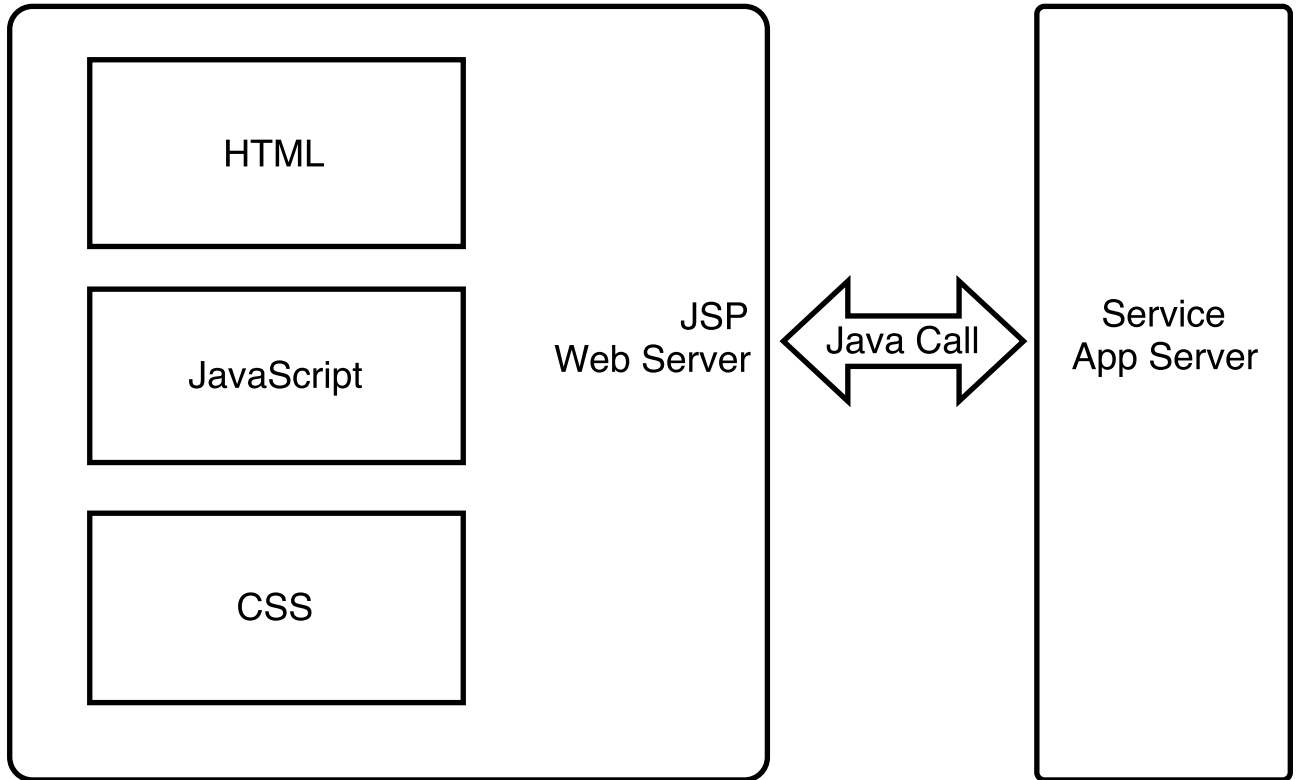 HTML
JavaScript
CSS
JSP
Web Server
Java Call
Service
App Server